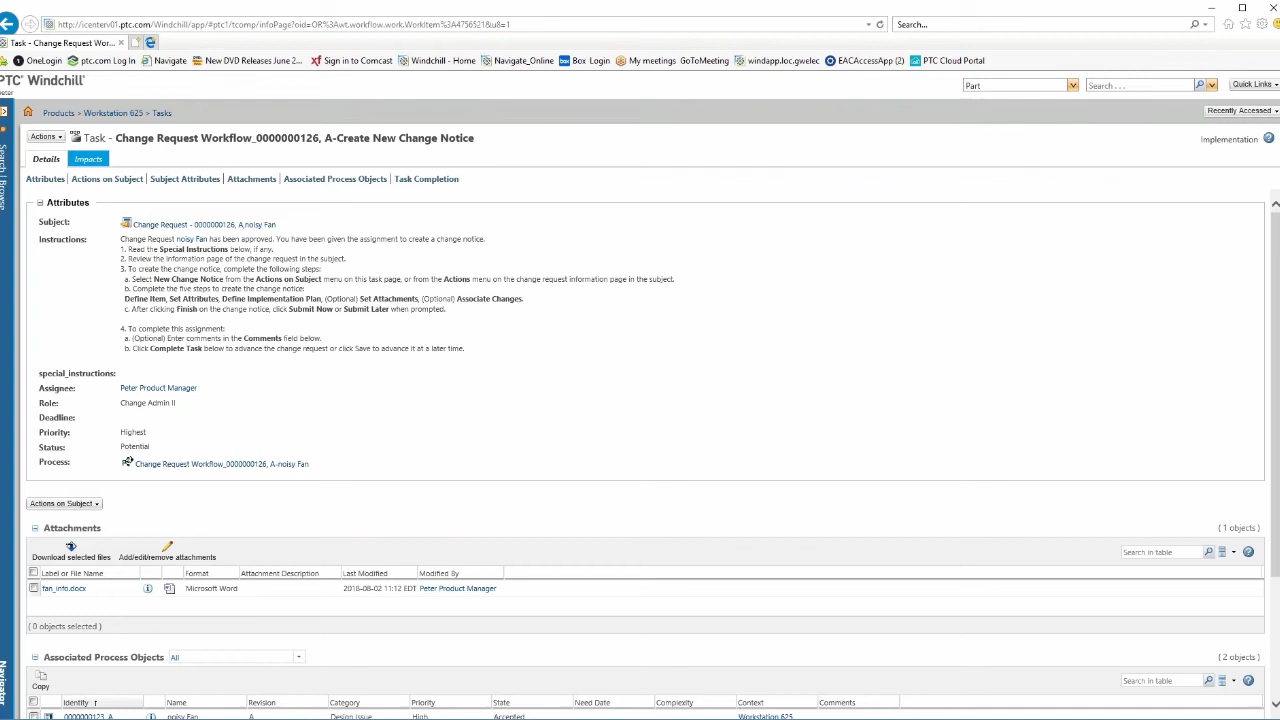 http://icenterv01.ptc.com/Windchill/app/#ptc1/tcomp/infoPage?oid=OR%3Awt.workflow.work.WorkItem%3A4756521&u8=1
Search...
Task - Change Request Wor...
OneLogin ptc.com Log In Navigate New DVD Releases June 2... Sign in to Comcast Windchill - Home Navigate_Online Box Login My meetings GoToMeeting windapp.loc.gwelec EACAccessApp (2) PTC Cloud Portal
PTC Windchill
Part Search . . . Quick Links
Products > Workstation 625 > Tasks Recently Accessed
Actions Task - Change Request Workflow_0000000126, A-Create New Change Notice Implementation
Details Impacts
Attributes | Actions on Subject | Subject Attributes | Attachments | Associated Process Objects | Task Completion
Attributes
Subject: Change Request - 0000000126, A,noisy Fan
Instructions: Change Request noisy Fan has been approved. You have been given the assignment to create a change notice.
1. Read the Special Instructions below, if any.
2. Review the information page of the change request in the subject.
3. To create the change notice, complete the following steps:
a. Select New Change Notice from the Actions on Subject menu on this task page, or from the Actions menu on the change request information page in the subject.
b. Complete the five steps to create the change notice:
Define Item, Set Attributes, Define Implementation Plan, (Optional) Set Attachments, (Optional) Associate Changes.
c. After clicking Finish on the change notice, click Submit Now or Submit Later when prompted.
4. To complete this assignment:
a. (Optional) Enter comments in the Comments field below.
b. Click Complete Task below to advance the change request or click Save to advance it at a later time.
special_instructions:
Assignee: Peter Product Manager
Role: Change Admin II
Deadline:
Priority: Highest
Status: Potential
Process: Change Request Workflow_0000000126, A-noisy Fan
Actions on Subject
Attachments ( 1 objects )
Download selected files Add/edit/remove attachments Search in table
Label or File Name Format Attachment Description Last Modified Modified By
fan_info.docx Microsoft Word 2018-08-02 11:12 EDT Peter Product Manager
( 0 objects selected )
Associated Process Objects All ( 2 objects )
Copy Search in table
Identity Name Revision Category Priority State Need Date Complexity Context Comments
0000000123, A noisy Fan A Design Issue High Accepted Workstation 625
Search | Browse
Navigator